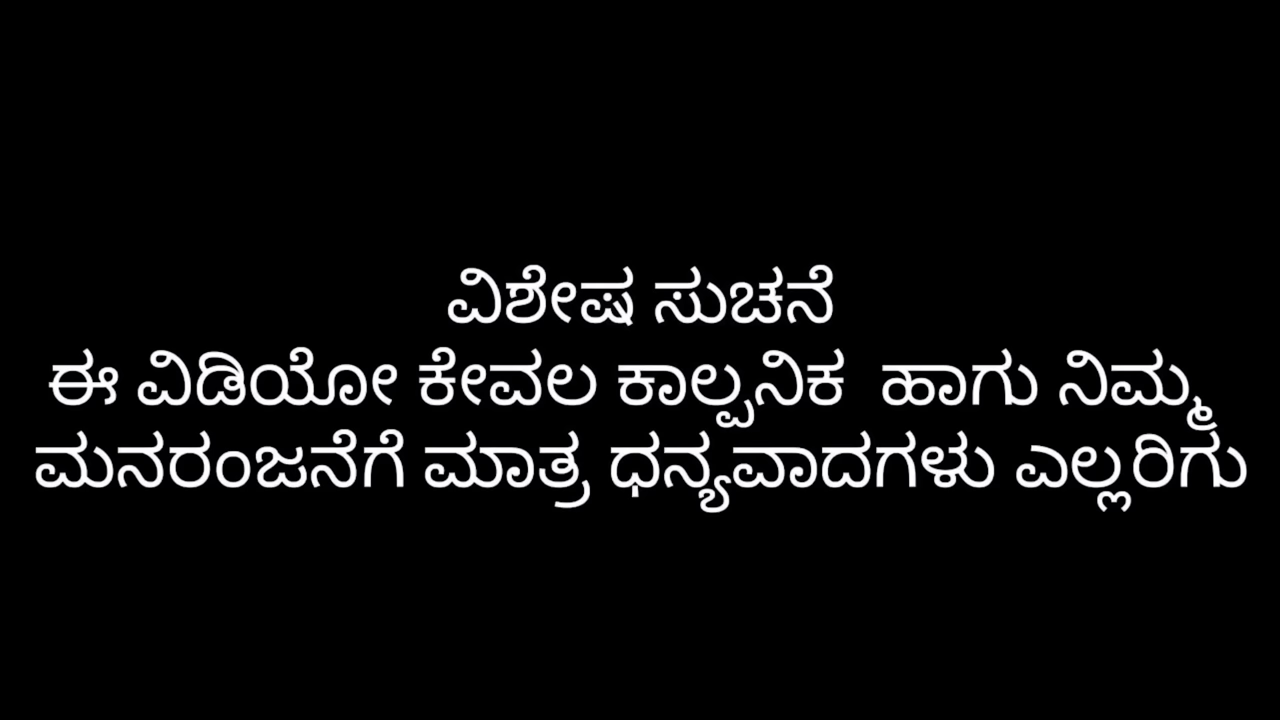 ವಿಶೇಷ ಸುಚನೆ
ಈ ವಿಡಿಯೋ ಕೇವಲ ಕಾಲ್ಪನಿಕ ಹಾಗು ನಿಮ್ಮ
ಮನರಂಜನೆಗೆ ಮಾತ್ರ ಧನ್ಯವಾದಗಳು ಎಲ್ಲರಿಗು